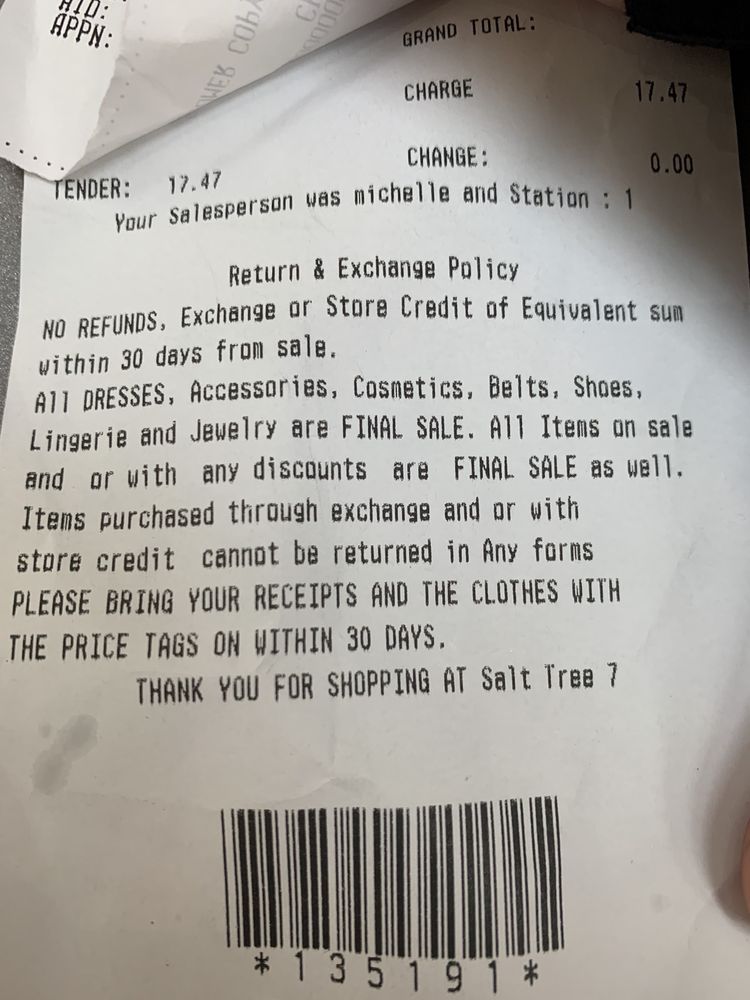 AID:
APPN:
GRAND TOTAL:
CHARGE 17.47
CHANGE: 0.00
TENDER: 17.47
Your Salesperson was michelle and Station : 1
Return & Exchange Policy
NO REFUNDS, Exchange or Store Credit of Equivalent sum
within 30 days from sale.
All DRESSES, Accessories, Cosmetics, Belts, Shoes,
Lingerie and Jewelry are FINAL SALE. All Items on sale
and or with any discounts are FINAL SALE as well.
Items purchased through exchange and or with
store credit cannot be returned in Any forms
PLEASE BRING YOUR RECEIPTS AND THE CLOTHES WITH
THE PRICE TAGS ON WITHIN 30 DAYS.
THANK YOU FOR SHOPPING AT Salt Tree 7
*135191*